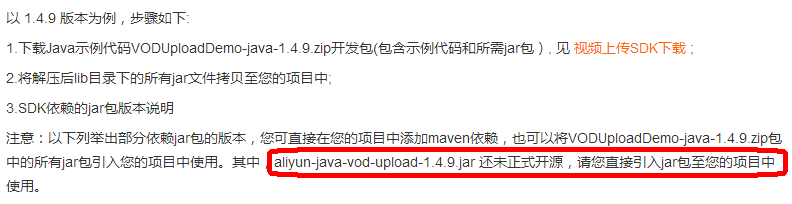 以 1.4.9 版本为例，步骤如下:
1.下载Java示例代码VODUploadDemo-java-1.4.9.zip开发包(包含示例代码和所需jar包），见 视频上传SDK下载；
2.将解压后lib目录下的所有jar文件拷贝至您的项目中;
3.SDK依赖的jar包版本说明
注意：以下列举出部分依赖jar包的版本，您可直接在您的项目中添加maven依赖，也可以将VODUploadDemo-java-1.4.9.zip包
中的所有jar包引入您的项目中使用。其中，aliyun-java-vod-upload-1.4.9.jar 还未正式开源，请您直接引入jar包至您的项目中
使用。